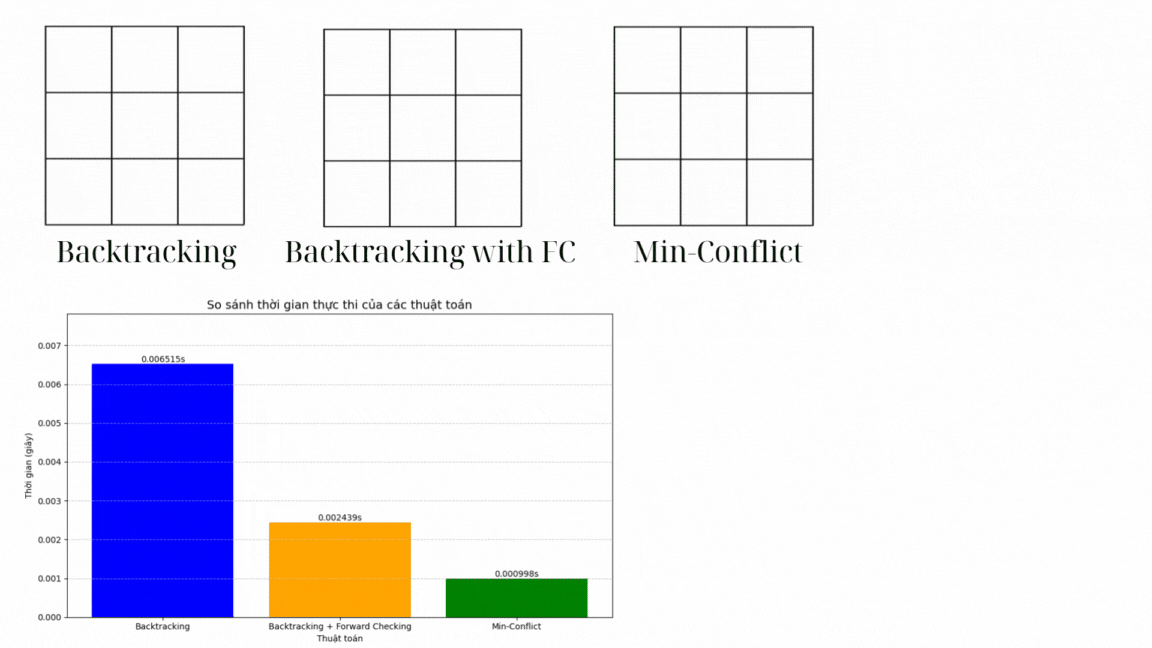 Backtracking
Backtracking with FC
Min-Conflict
So sánh thời gian thực thi của các thuật toán
Thời gian (giây)
0.007
0.006
0.005
0.004
0.003
0.002
0.001
0.000
0.006515s
0.002439s
0.000998s
Backtracking
Backtracking + Forward Checking
Min-Conflict
Thuật toán